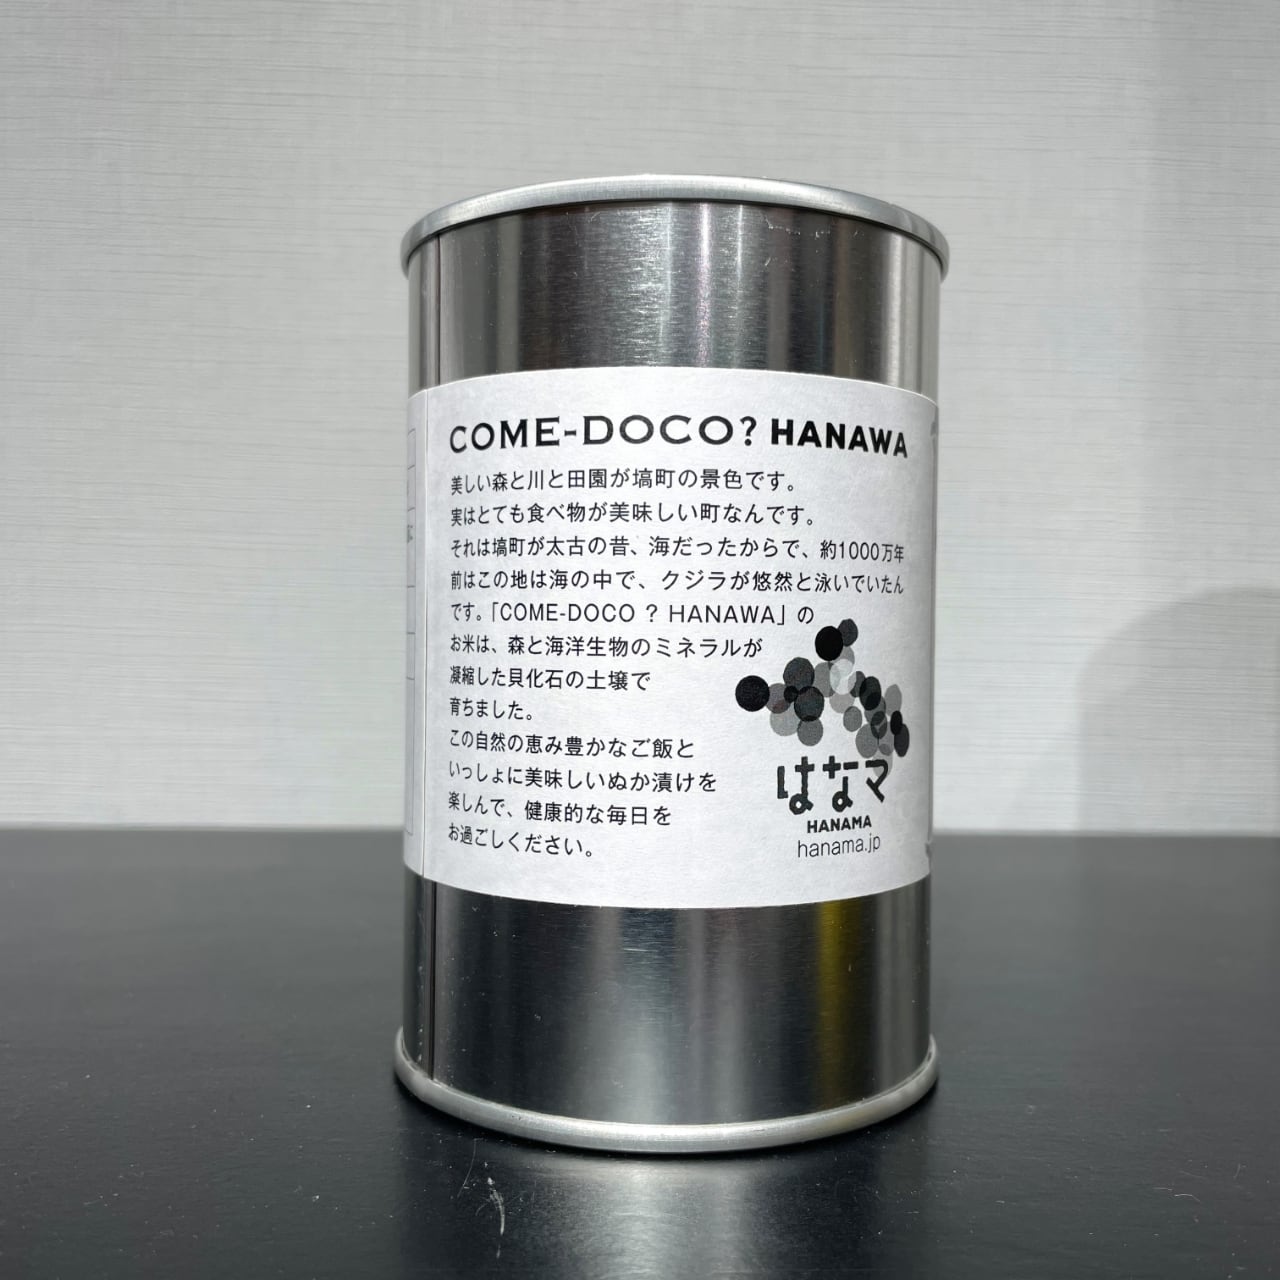 COME-DOCO? HANAWA
美しい森と川と田園が塙町の景色です。
実はとても食べ物が美味しい町なんです。
それは塙町が太古の昔、海だったからで、約1000万年
前はこの地は海の中で、クジラが悠然と泳いでいたん
です。「COME-DOCO ? HANAWA」の
お米は、森と海洋生物のミネラルが
凝縮した貝化石の土壌で
育ちました。
この自然の恵み豊かなご飯と
いっしょに美味しいぬか漬けを
楽しんで、健康的な毎日を
お過ごしください。
はなマ
HANAMA
hanama.jp